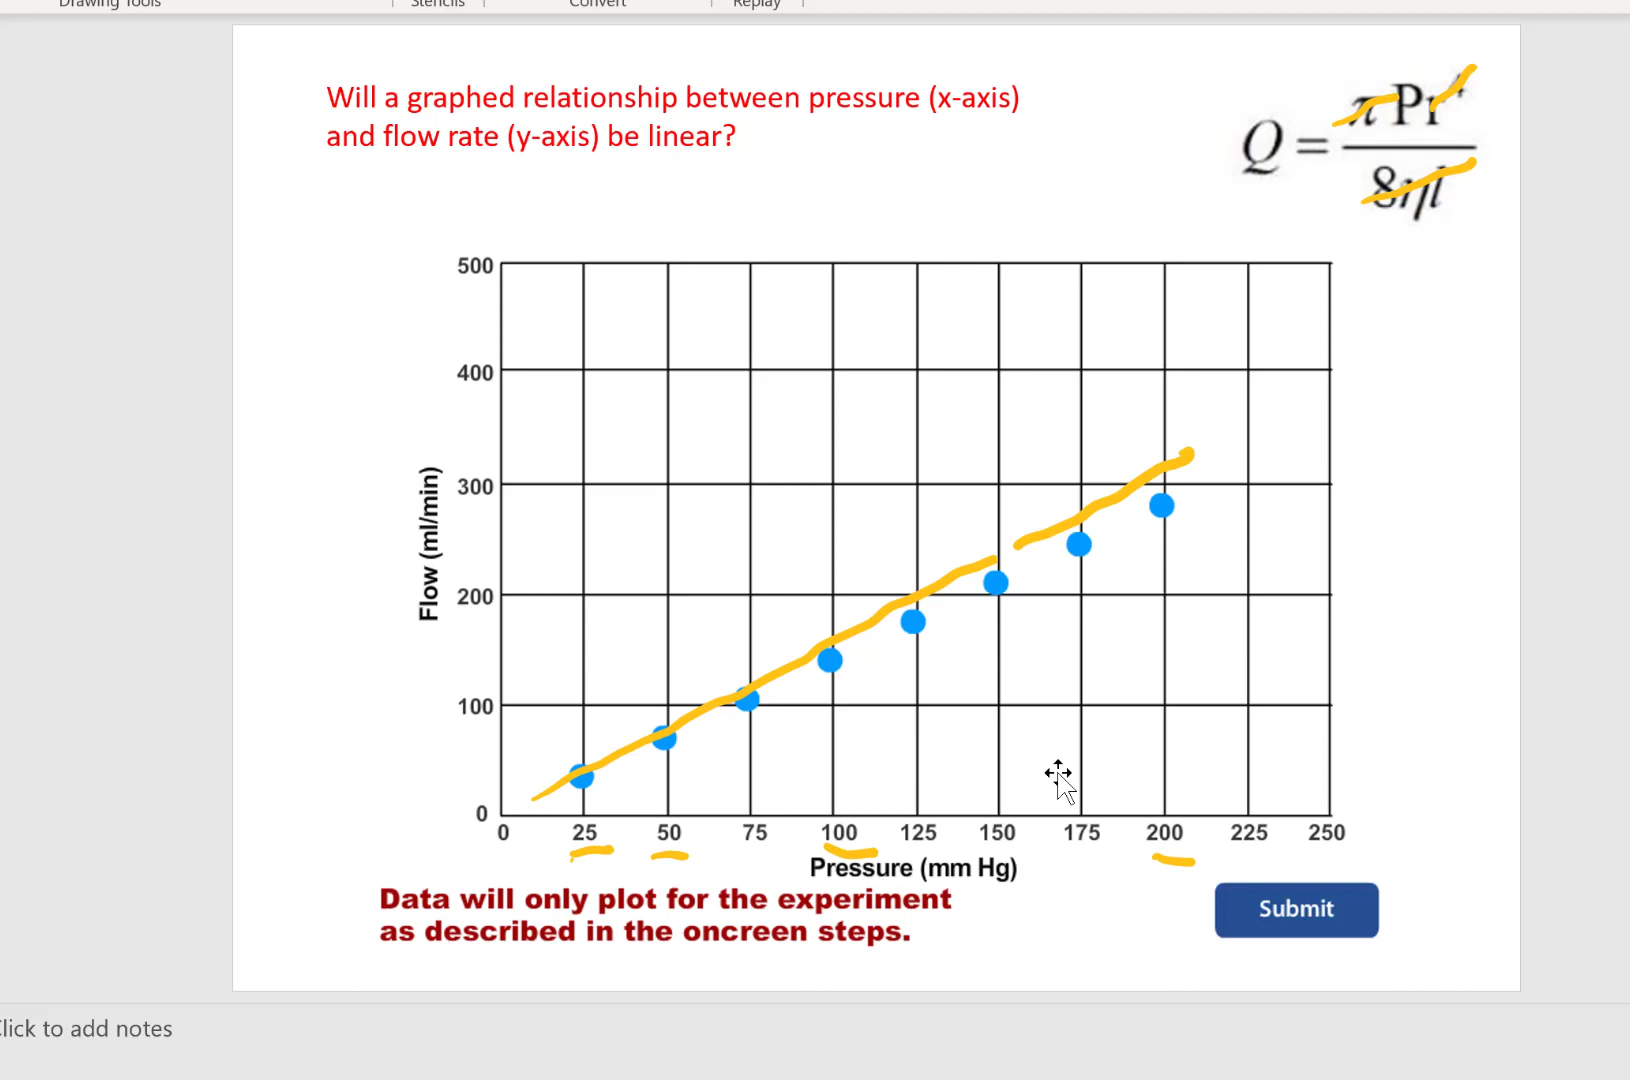 Drawing Tools Stencils Convert Replay
Will a graphed relationship between pressure (x-axis)
and flow rate (y-axis) be linear?
Q = πPr⁴ / 8ηl
500
400
300
200
100
0
Flow (ml/min)
0 25 50 75 100 125 150 175 200 225 250
Pressure (mm Hg)
Data will only plot for the experiment
as described in the oncreen steps.
Submit
lick to add notes